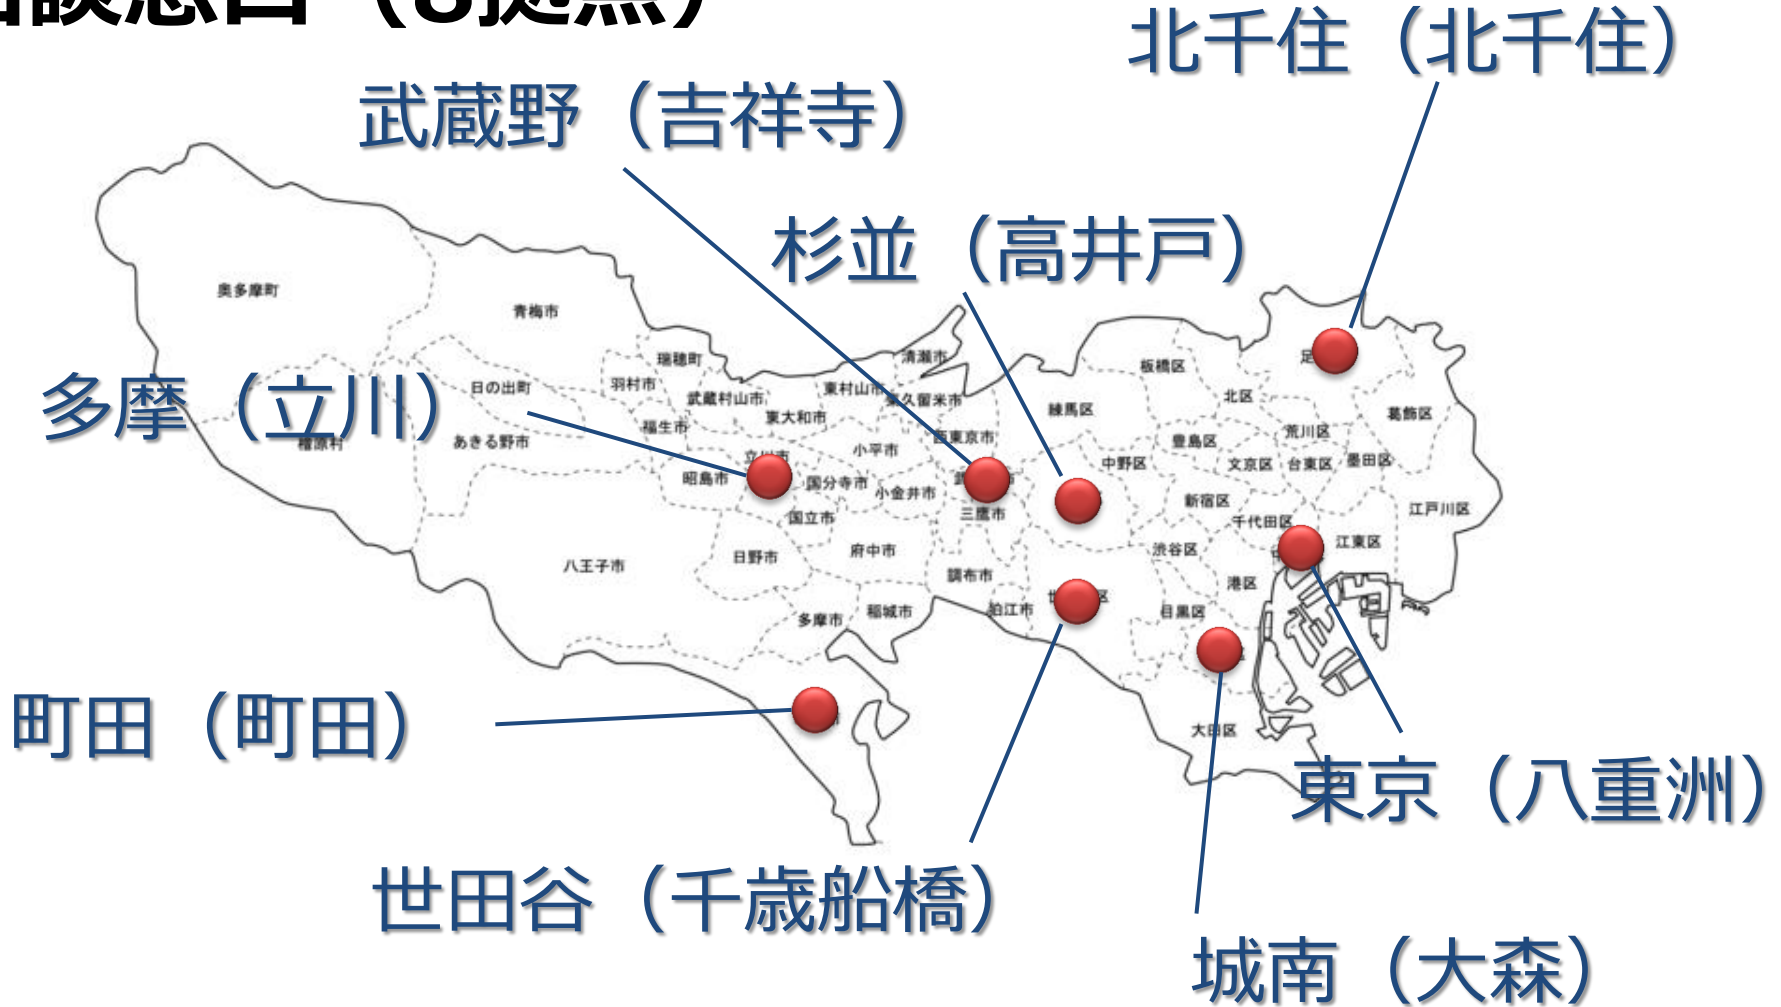 談窓口（8拠点）
北千住（北千住）
武蔵野（吉祥寺）
杉並（高井戸）
奥多摩町
青梅市
清瀬市
瑞穂町
板橋区
羽村市
日の出町
東村山市
北区
武蔵村山市
久留米市
多摩（立川）
練馬区
葛飾区
東大和市
福生市
荒川区
西東京市
豊島区
檜原村
あきる野市
小平市
中野区
文京区
台東区
墨田区
昭島市
国分寺市
小金井市
新宿区
江戸川区
三鷹市
国立市
千代田区
江東区
渋谷区
府中市
日野市
八王子市
調布市
港区
狛江市
目黒区
稲城市
多摩市
町田（町田）
大田区
東京（八重洲）
世田谷（千歳船橋）
城南（大森）